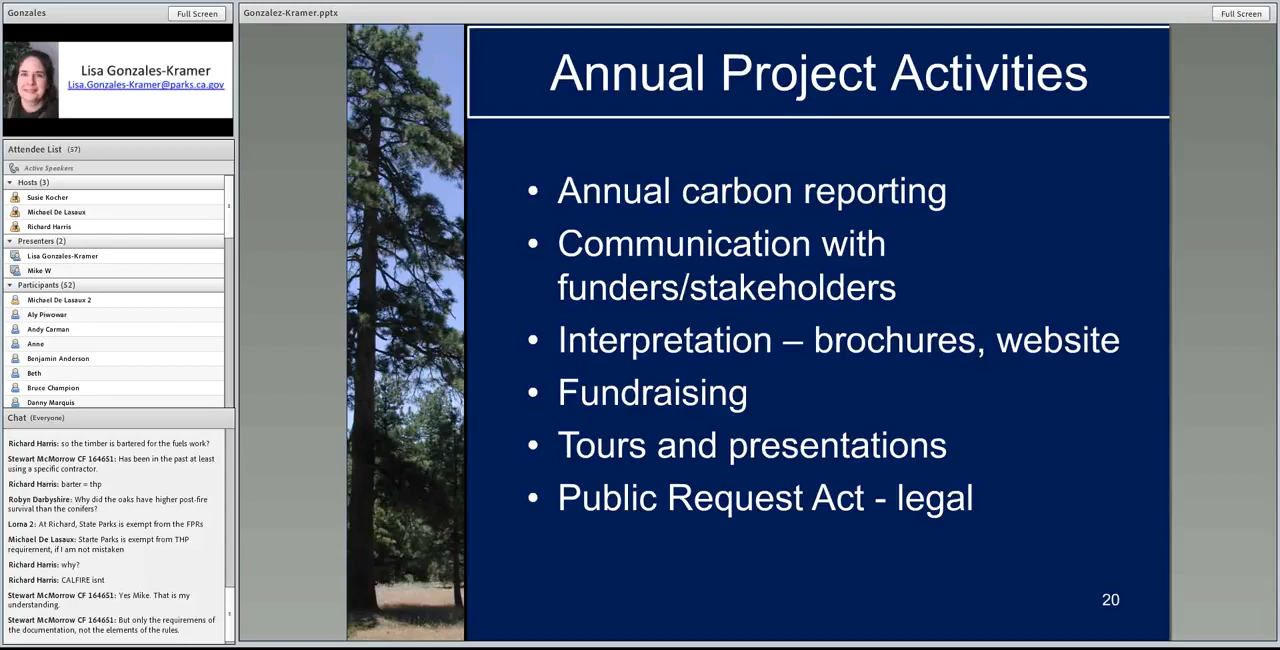 Gonzales
Full Screen
Lisa Gonzales-Kramer
Lisa.Gonzales-Kramer@parks.ca.gov
Attendee List (57)
Active Speakers
Hosts (3)
Susie Kocher
Michael De Lasaux
Richard Harris
Presenters (2)
Lisa Gonzales-Kramer
Mike W
Participants (52)
Michael De Lasaux 2
Aly Piwowar
Andy Carman
Anne
Benjamin Anderson
Beth
Bruce Champion
Danny Marquis
Chat (Everyone)
Richard Harris: so the timber is bartered for the fuels work?
Stewart McMorrow CF 164651: Has been in the past at least
using a specific contractor.
Richard Harris: barter = thp
Robyn Darbyshire: Why did the oaks have higher post-fire
survival than the conifers?
Lorna 2: At Richard, State Parks is exempt from the FPRs
Michael De Lasaux: Starte Parks is exempt from THP
requirement, if I am not mistaken
Richard Harris: why?
Richard Harris: CALFIRE isnt
Stewart McMorrow CF 164651: Yes Mike. That is my
understanding.
Stewart McMorrow CF 164651: But only the requiremens of
the documentation, not the elements of the rules.
Gonzalez-Kramer.pptx
Full Screen
Annual Project Activities
• Annual carbon reporting
• Communication with
funders/stakeholders
• Interpretation – brochures, website
• Fundraising
• Tours and presentations
• Public Request Act - legal
20